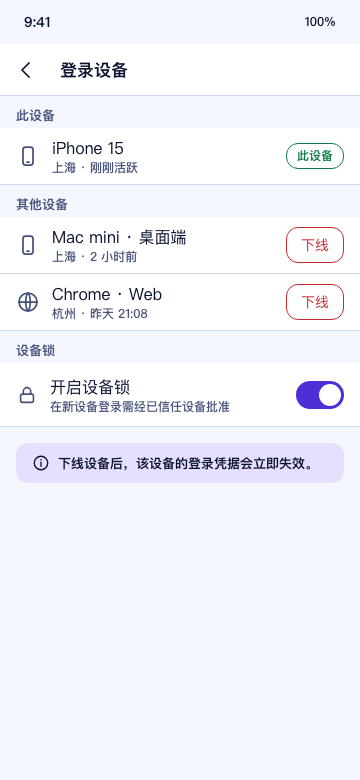 9:41
100%
登录设备
此设备
iPhone 15
上海 · 刚刚活跃
此设备
其他设备
Mac mini · 桌面端
上海 · 2 小时前
下线
Chrome · Web
杭州 · 昨天 21:08
下线
设备锁
开启设备锁
在新设备登录需经已信任设备批准
下线设备后，该设备的登录凭据会立即失效。